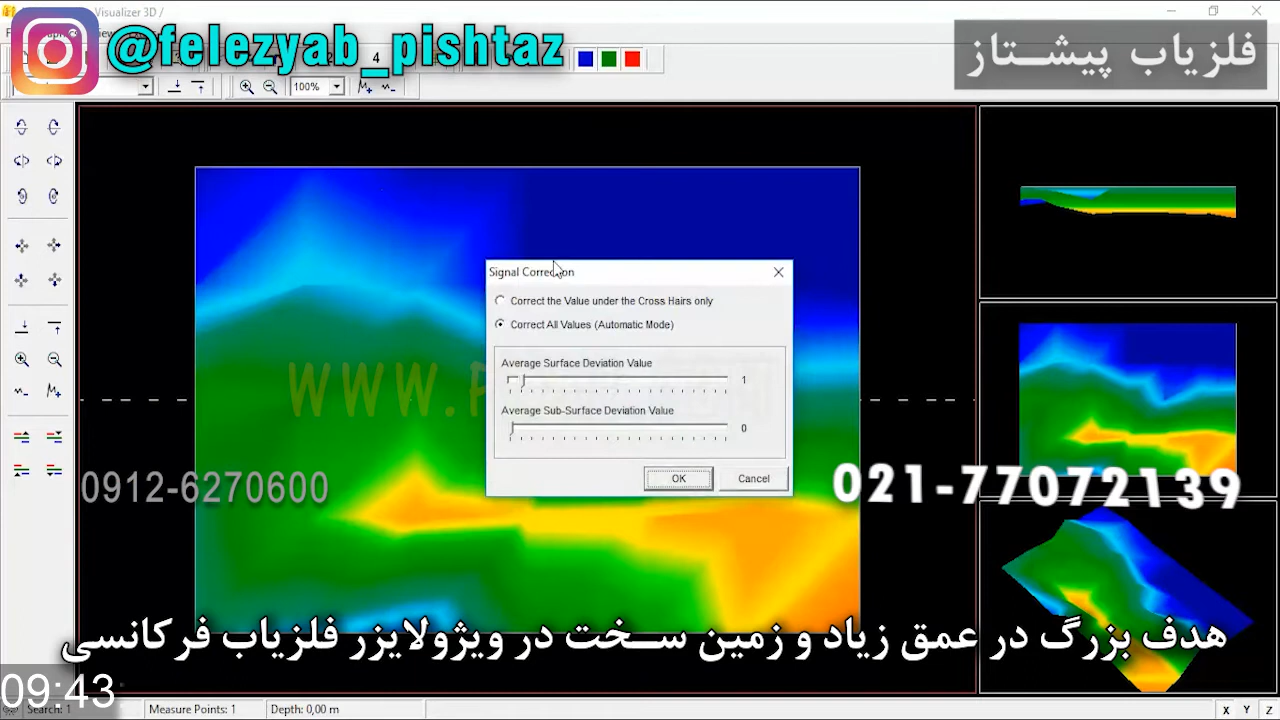 Visualizer 3D /
@felezyab_pishtaz
فلزیاب پیشتاز
4
100%
Signal Correction
Correct the Value under the Cross Hairs only
Correct All Values (Automatic Mode)
Average Surface Deviation Value
1
Average Sub-Surface Deviation Value
0
OK
Cancel
WWW.P
0912-6270600
021-77072139
هدف بزرگ در عمق زیاد و زمین سخت در ویژولایزر فلزیاب فرکانسی
09:43
Search: 1
Measure Points: 1
Depth: 0,00 m
X Y Z